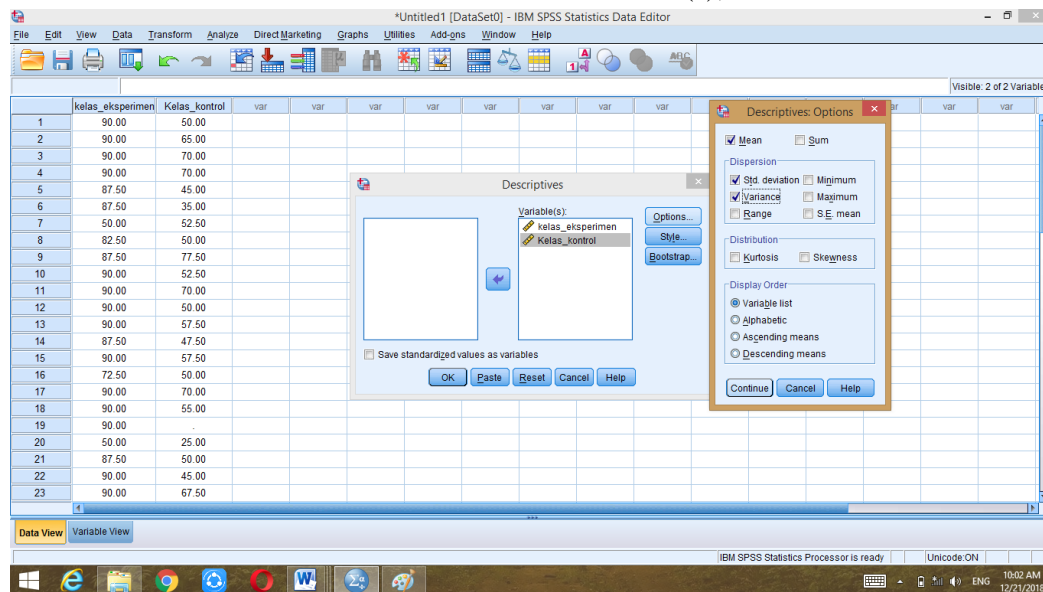 *Untitled1 [DataSet0] - IBM SPSS Statistics Data Editor
File Edit View Data Transform Analyze Direct Marketing Graphs Utilities Add-ons Window Help
Visible: 2 of 2 Variable
kelas_eksperimen Kelas_kontrol var var var var var var var var var var var
1 90.00 50.00
2 90.00 65.00
3 90.00 70.00
4 90.00 70.00
5 87.50 45.00
6 87.50 35.00
7 50.00 52.50
8 82.50 50.00
9 87.50 77.50
10 90.00 52.50
11 90.00 70.00
12 90.00 50.00
13 90.00 57.50
14 87.50 47.50
15 90.00 57.50
16 72.50 50.00
17 90.00 70.00
18 90.00 55.00
19 90.00 .
20 50.00 25.00
21 87.50 50.00
22 90.00 45.00
23 90.00 67.50
Descriptives
Variable(s):
kelas_eksperimen
Kelas_kontrol
Options...
Style...
Bootstrap...
Save standardized values as variables
OK Paste Reset Cancel Help
Descriptives: Options
Mean Sum
Dispersion
Std. deviation Minimum
Variance Maximum
Range S.E. mean
Distribution
Kurtosis Skewness
Display Order
Variable list
Alphabetic
Ascending means
Descending means
Continue Cancel Help
Data View Variable View
IBM SPSS Statistics Processor is ready Unicode:ON
ENG 10:02 AM
12/21/2018